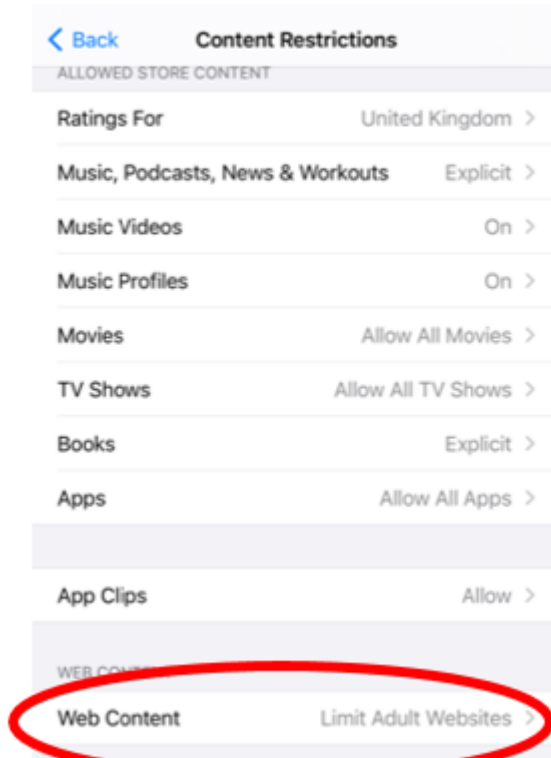 Back Content Restrictions
ALLOWED STORE CONTENT
Ratings For United Kingdom
Music, Podcasts, News & Workouts Explicit
Music Videos On
Music Profiles On
Movies Allow All Movies
TV Shows Allow All TV Shows
Books Explicit
Apps Allow All Apps
App Clips Allow
WEB CONTENT
Web Content Limit Adult Websites